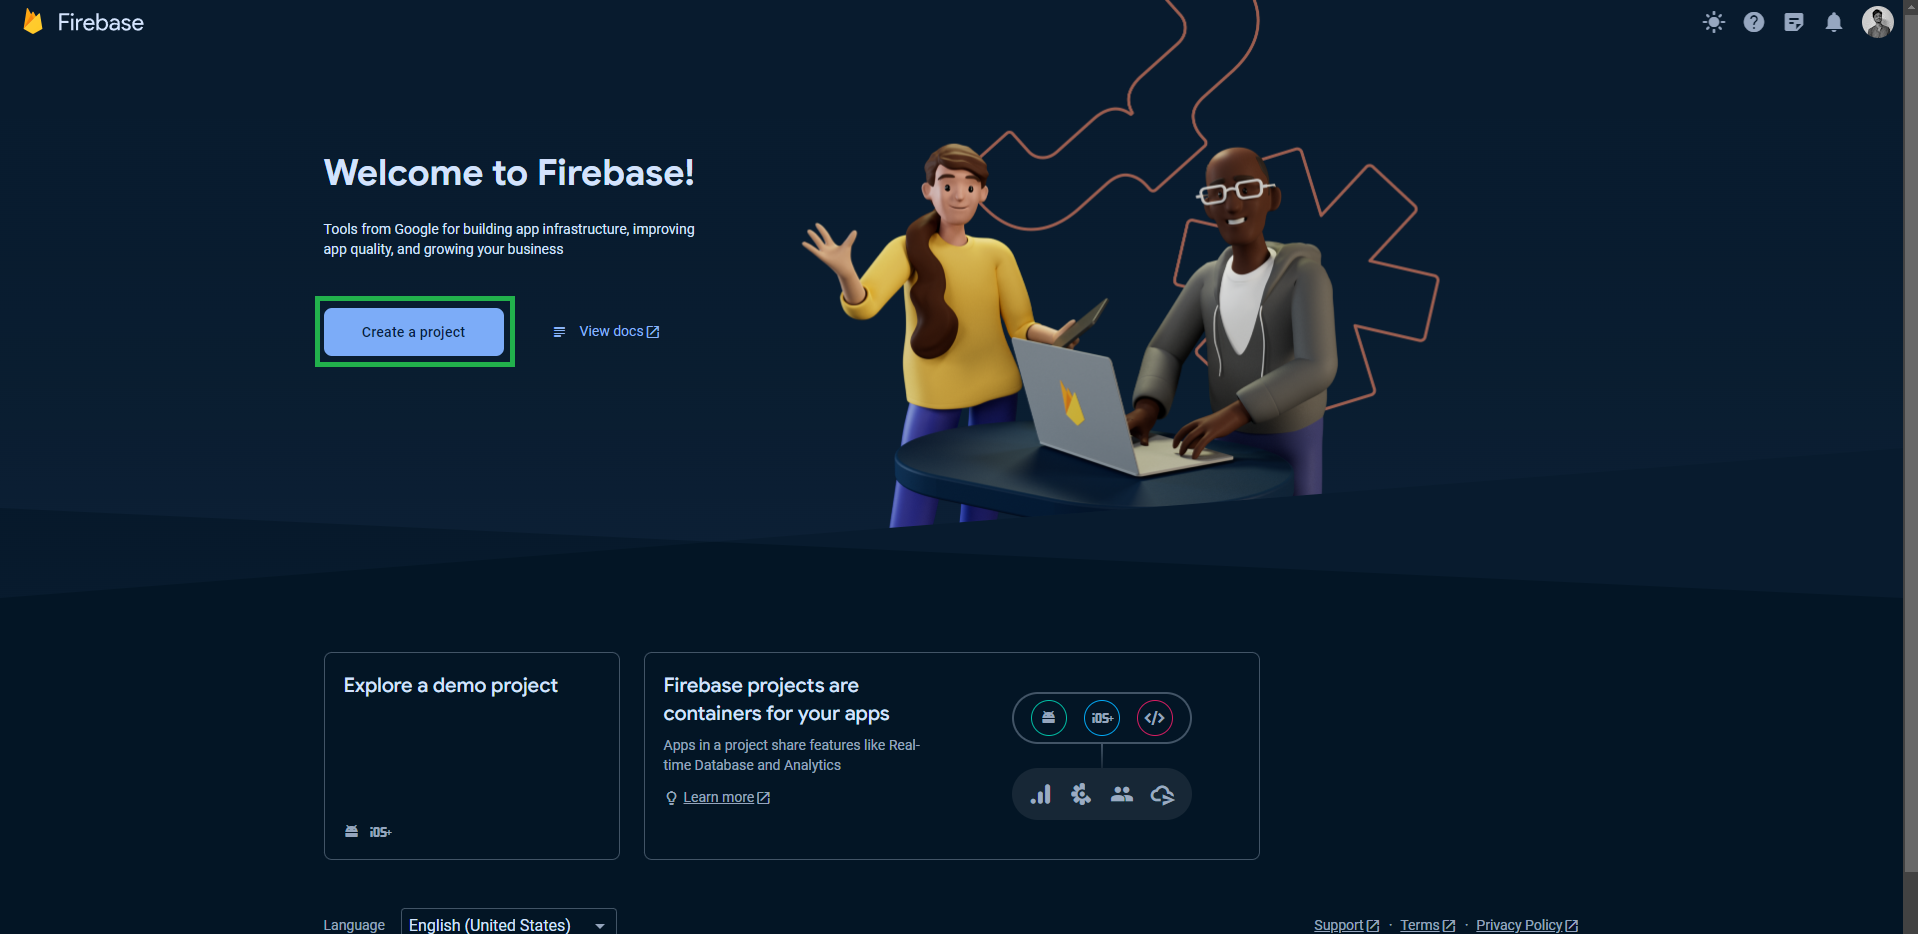 Firebase
Welcome to Firebase!
Tools from Google for building app infrastructure, improving
app quality, and growing your business
Create a project
View docs
Explore a demo project
iOS+
Firebase projects are
containers for your apps
Apps in a project share features like Real-
time Database and Analytics
Learn more
iOS+
</>
Language
English (United States)
Support · Terms · Privacy Policy